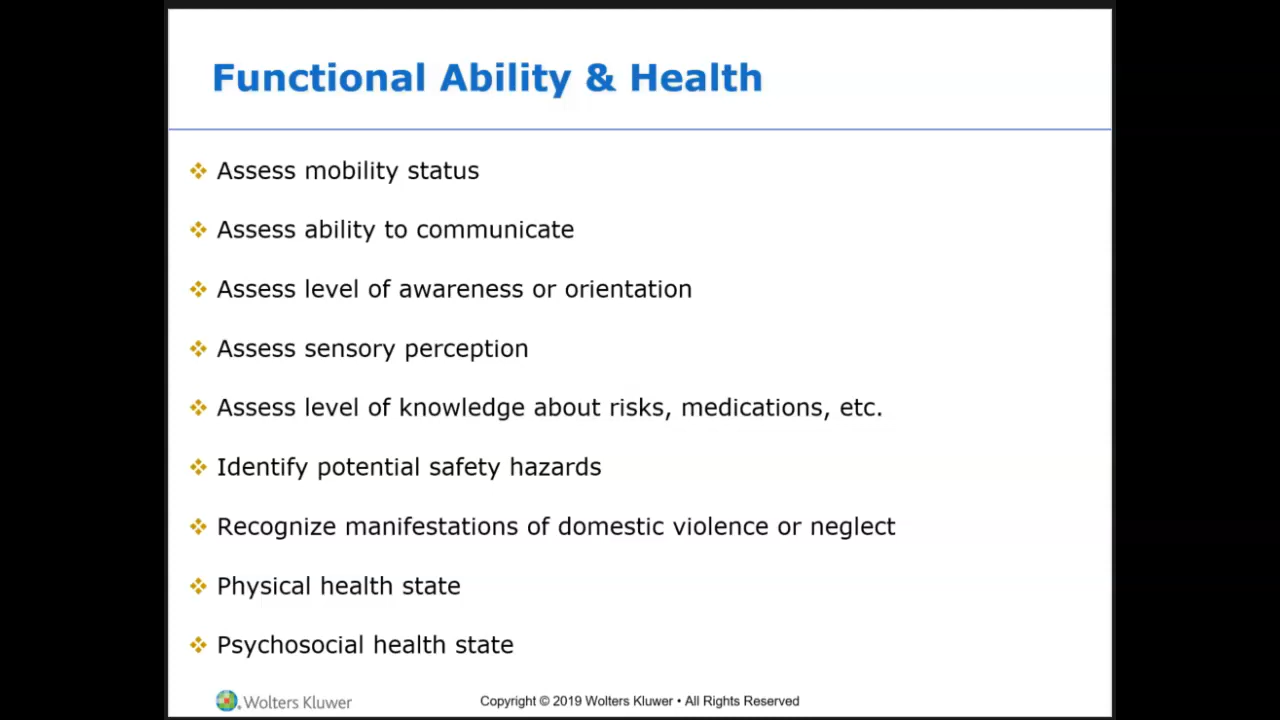 Functional Ability & Health
Assess mobility status
Assess ability to communicate
Assess level of awareness or orientation
Assess sensory perception
Assess level of knowledge about risks, medications, etc.
Identify potential safety hazards
Recognize manifestations of domestic violence or neglect
Physical health state
Psychosocial health state
Wolters Kluwer
Copyright © 2019 Wolters Kluwer • All Rights Reserved